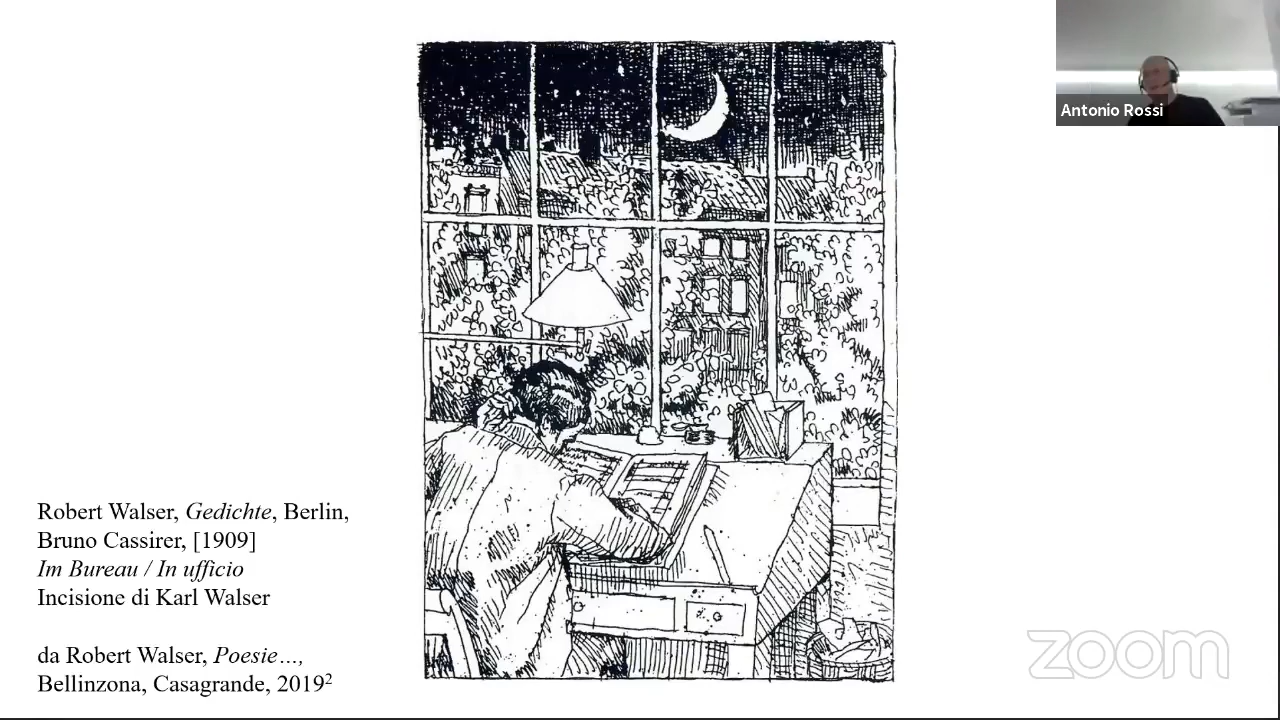 Antonio Rossi
Robert Walser, Gedichte, Berlin,
Bruno Cassirer, [1909]
Im Bureau / In ufficio
Incisione di Karl Walser
da Robert Walser, Poesie…,
Bellinzona, Casagrande, 2019²
zoom